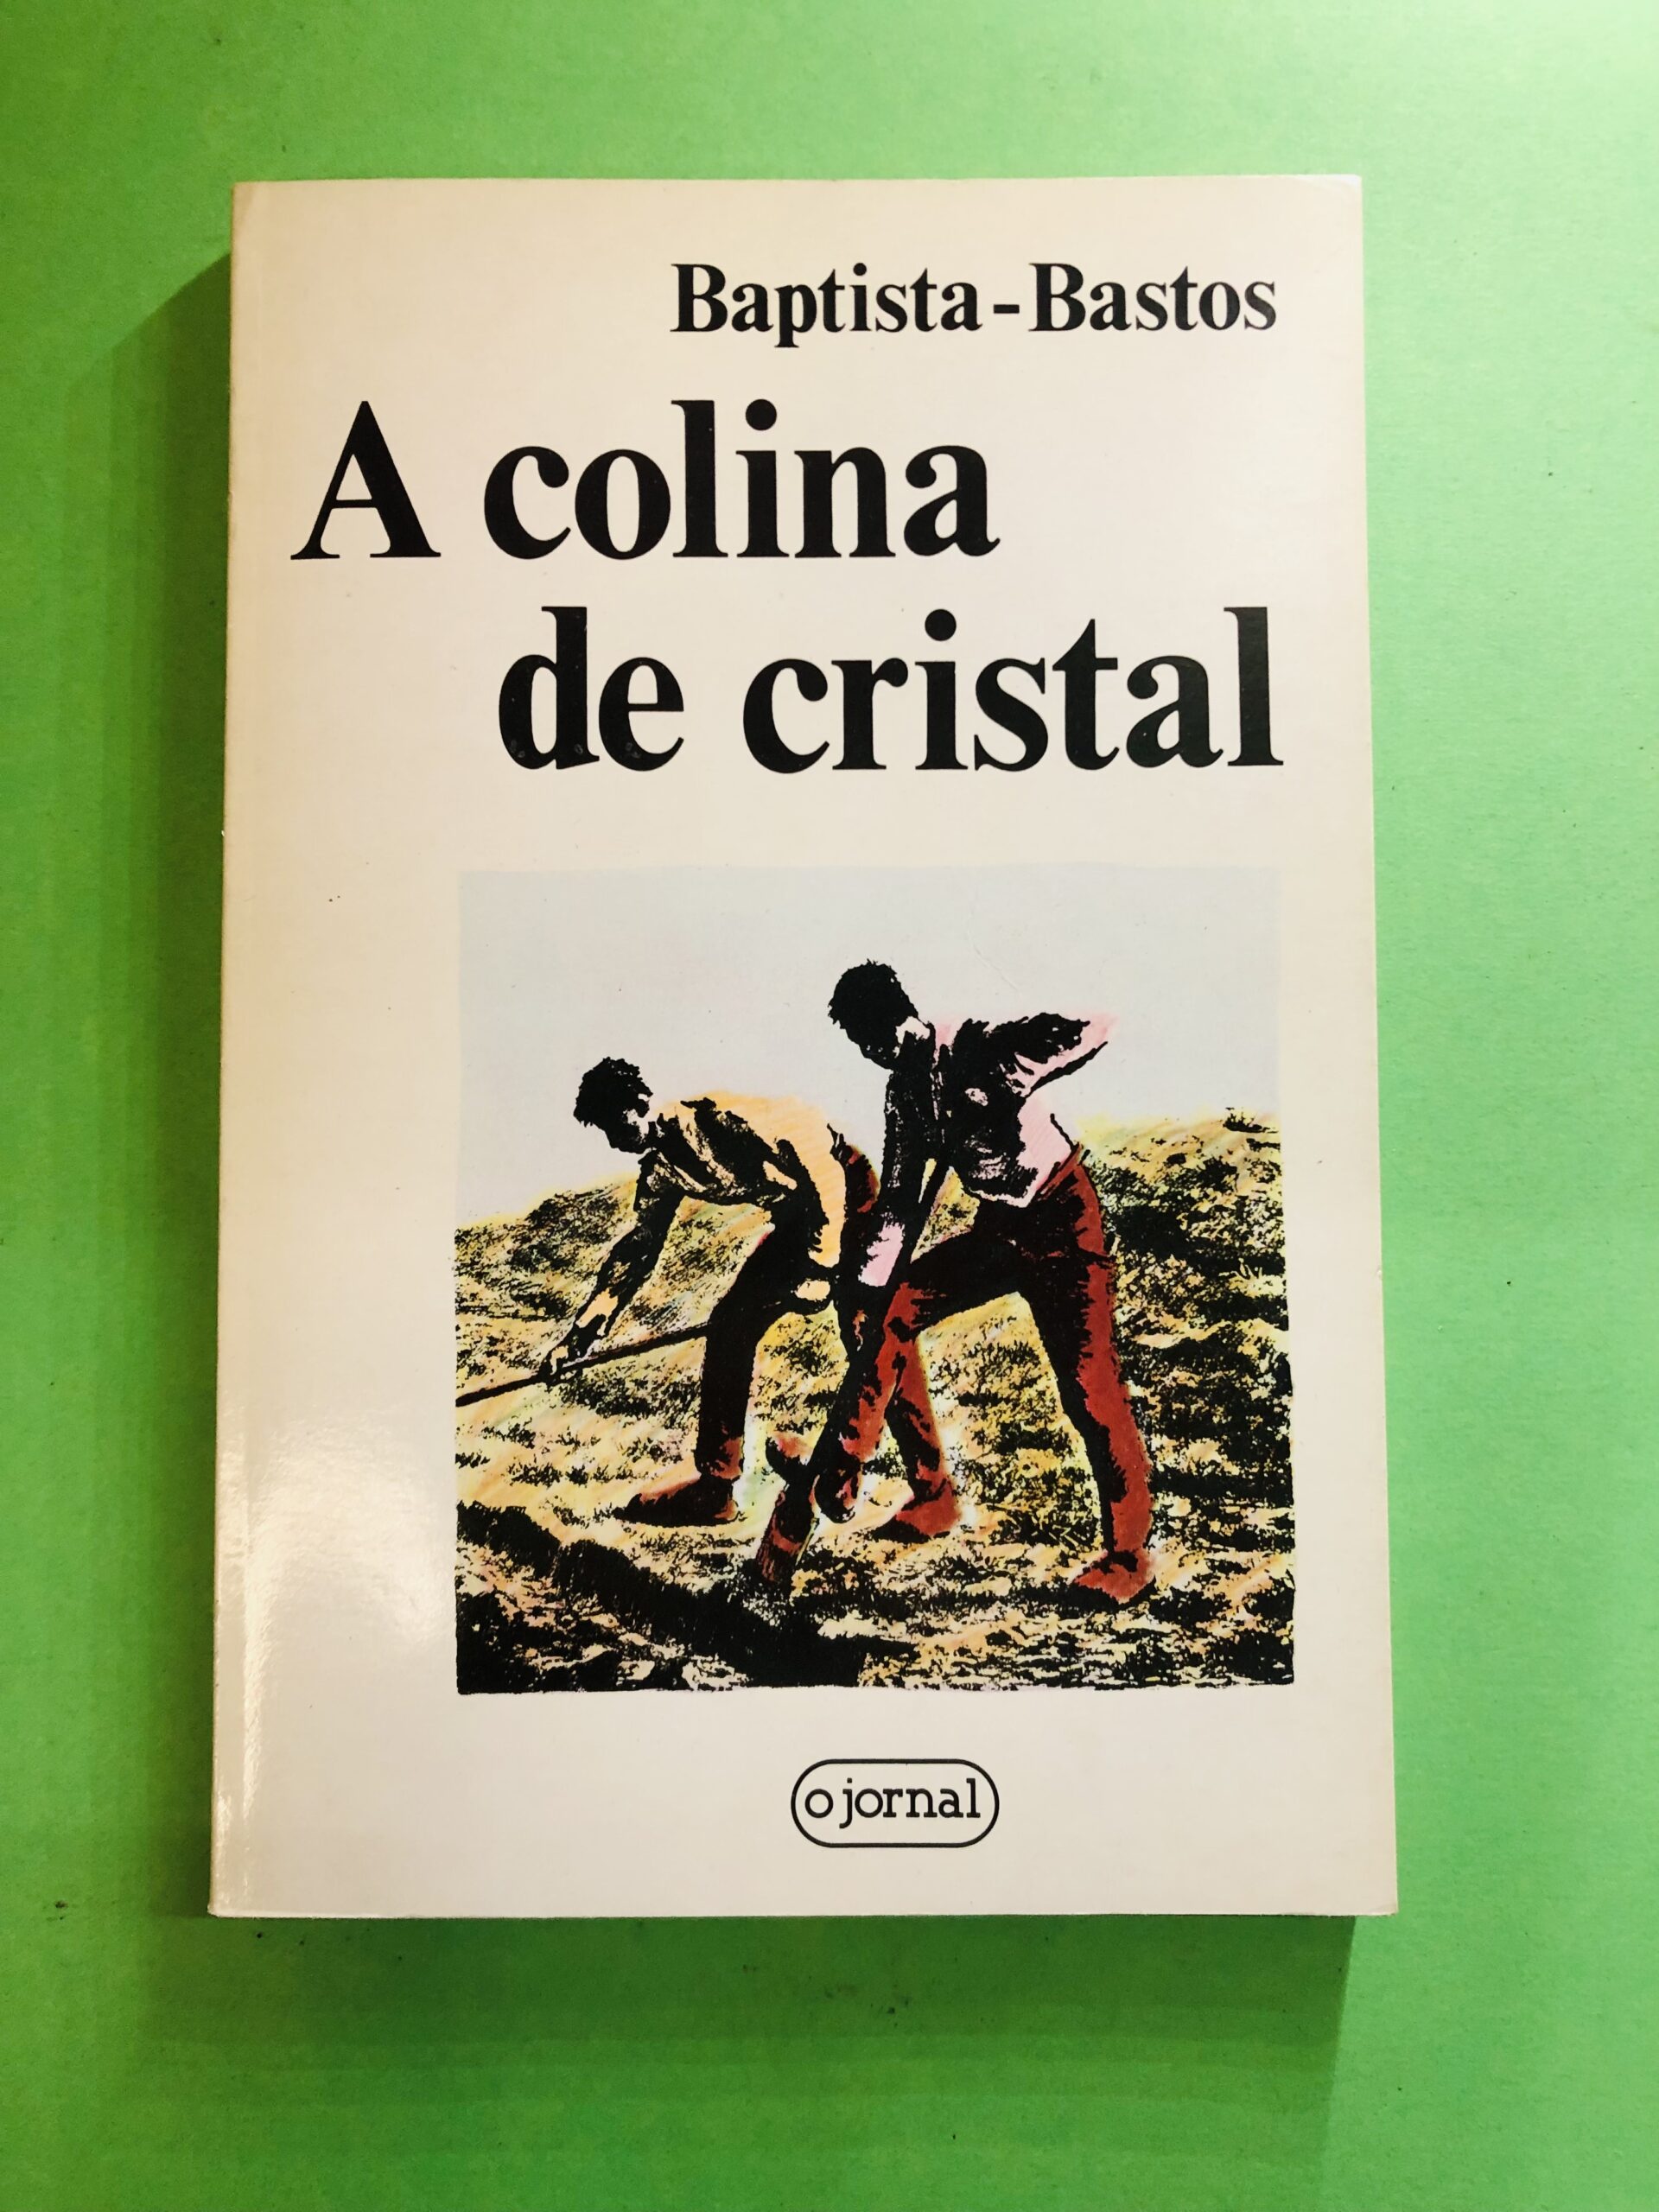 Baptista-Bastos
A colina
de cristal
o jornal